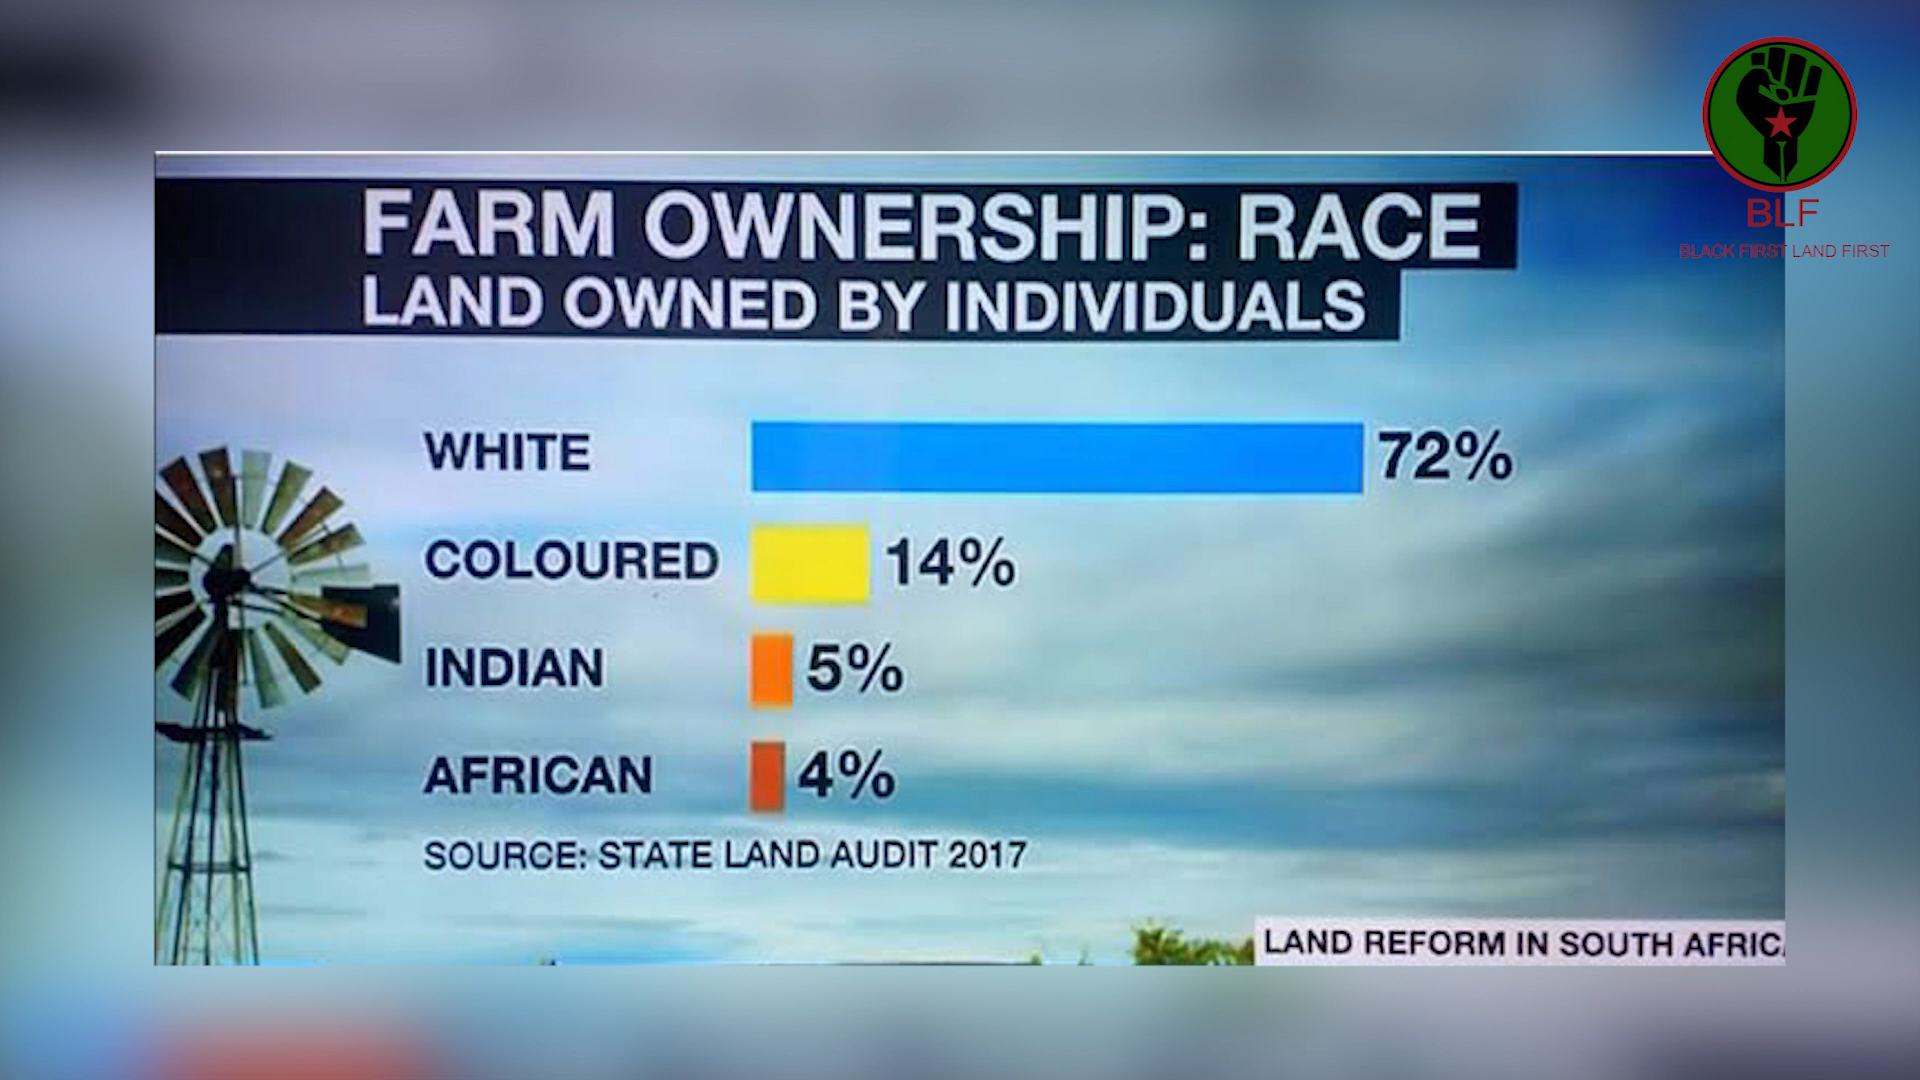 BLF
BLACK FIRST LAND FIRST
FARM OWNERSHIP: RACE
LAND OWNED BY INDIVIDUALS
WHITE 72%
COLOURED 14%
INDIAN 5%
AFRICAN 4%
SOURCE: STATE LAND AUDIT 2017
LAND REFORM IN SOUTH AFRIC